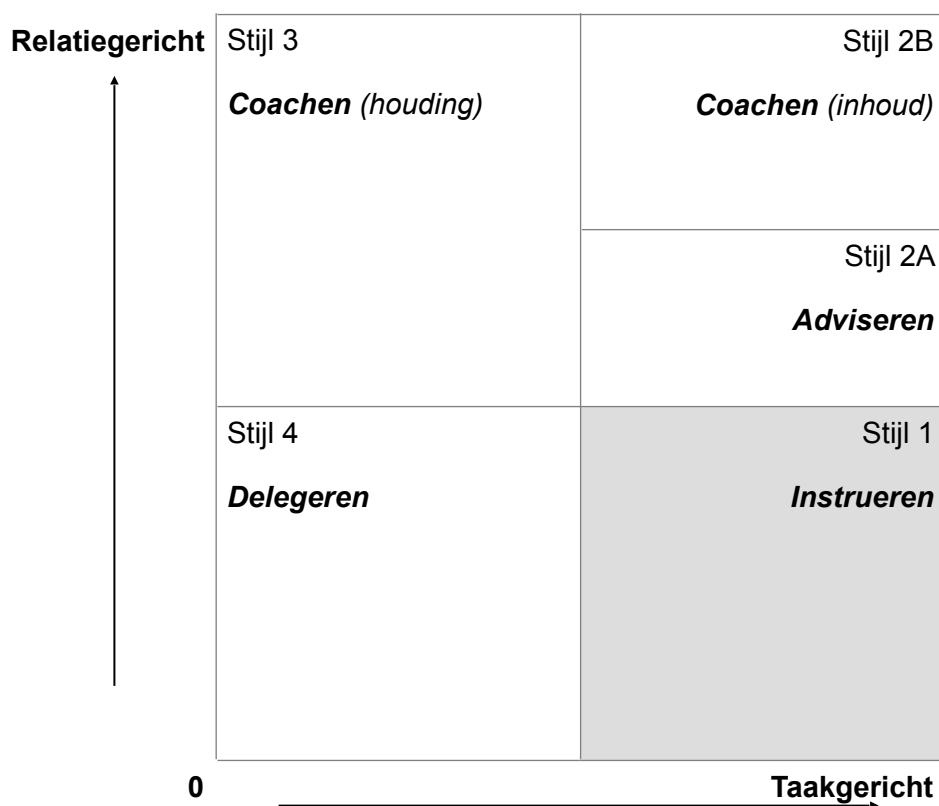 Relatiegericht
Stijl 3
Coachen (houding)
Stijl 2B
Coachen (inhoud)
Stijl 2A
Adviseren
Stijl 4
Delegeren
Stijl 1
Instrueren
0
Taakgericht